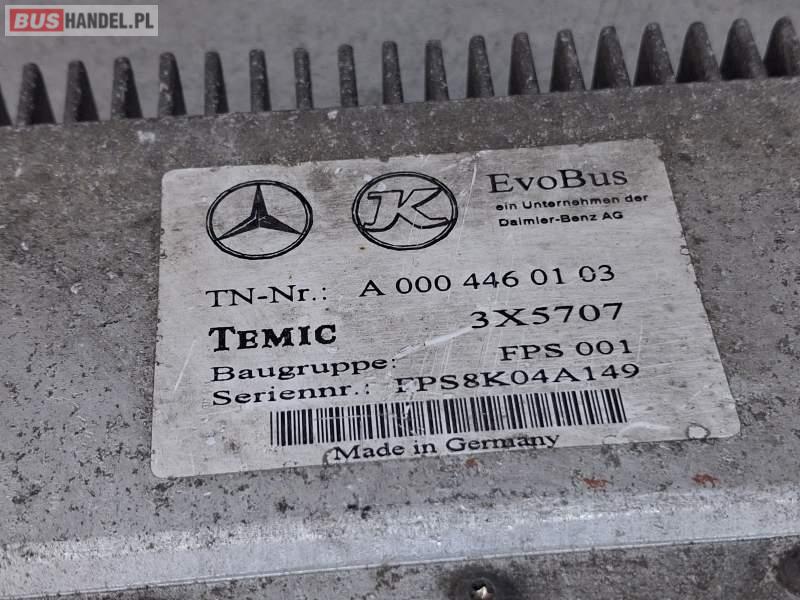 BUSHANDEL.PL
K
EvoBus
ein Unternehmen der
Daimler-Benz AG
TN-Nr.: A 000 446 01 03
TEMIC 3X5707
Baugruppe: FPS 001
Seriennr.: FPS8K04A149
Made in Germany